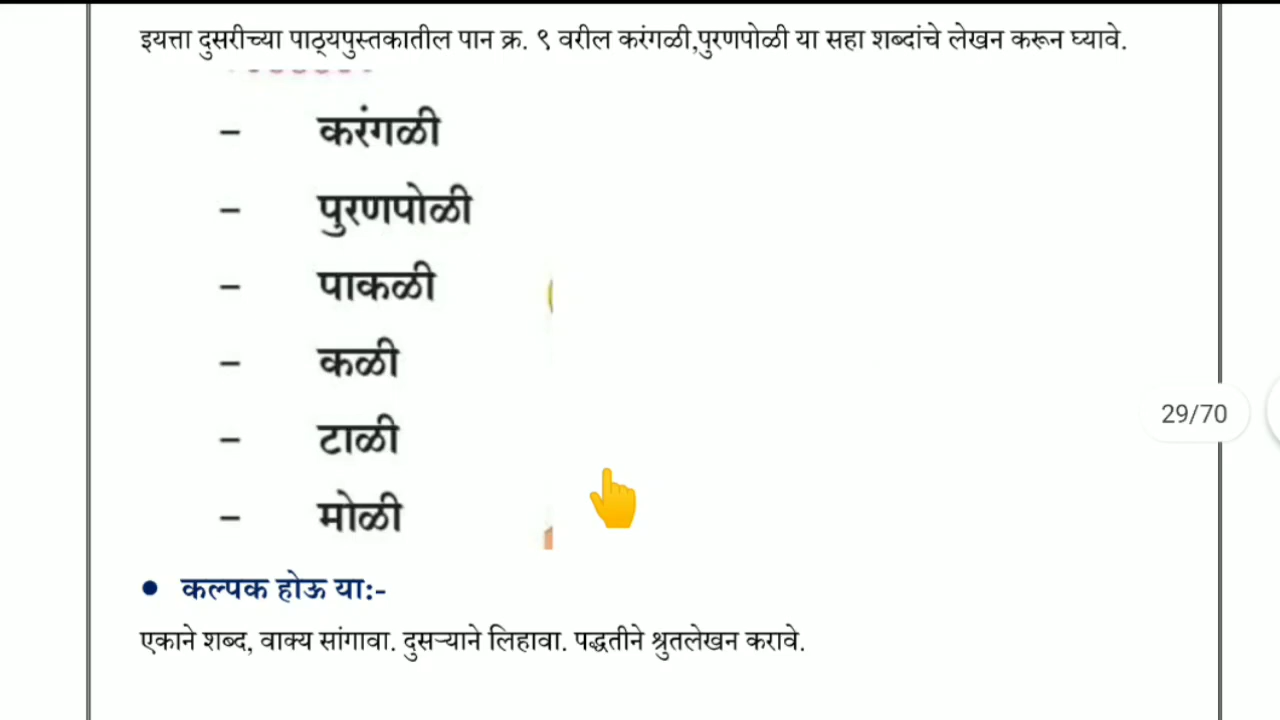 इयत्ता दुसरीच्या पाठ्यपुस्तकातील पान क्र. ९ वरील करंगळी,पुरणपोळी या सहा शब्दांचे लेखन करून घ्यावे.
– करंगळी
– पुरणपोळी
– पाकळी
– कळी
– टाळी
– मोळी
29/70
• कल्पक होऊ या:-
एकाने शब्द, वाक्य सांगावा. दुसऱ्याने लिहावा. पद्धतीने श्रुतलेखन करावे.